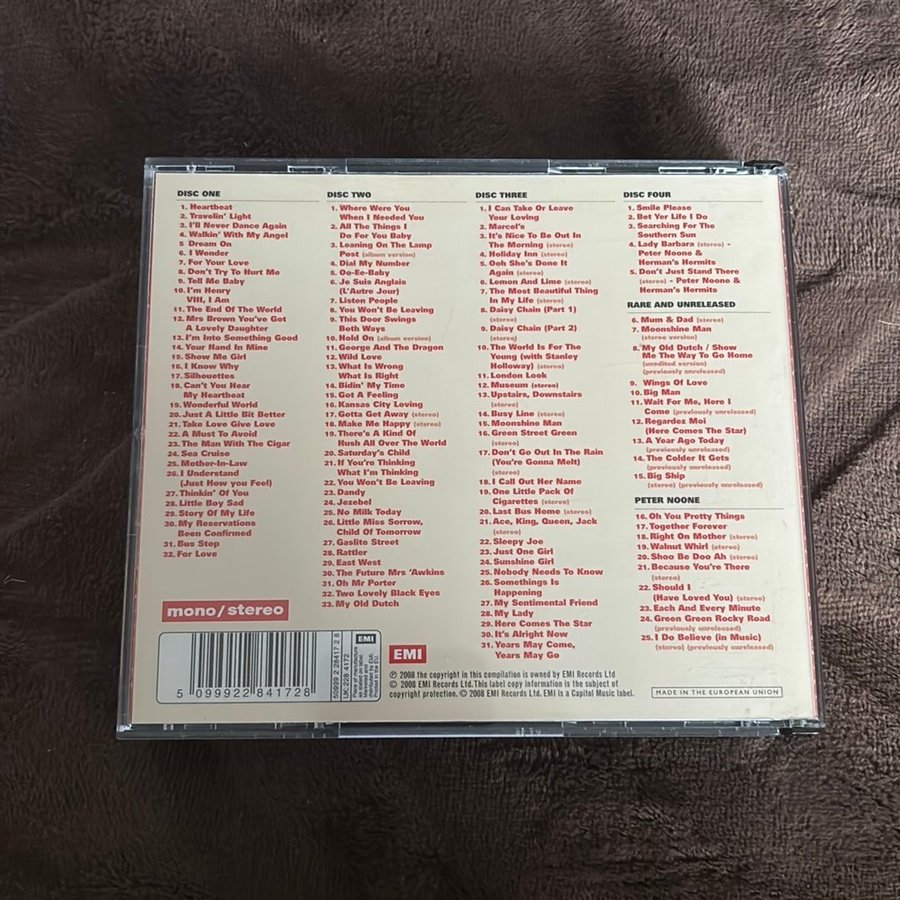 DISC ONE
1. Heartbeat
2. Travelin' Light
3. I'll Never Dance Again
4. Walkin' With My Angel
5 Dream On
6. I Wonder
7. For Your Love
8. Don't Try To Hurt Me
9. Tell Me Baby
10. I'm Henry
VIII, I Am
11. The End Of The World
12. Mrs Brown You've Got
A Lovely Daughter
13. I'm Into Something Good
14. Your Hand In Mine
15. Show Me Girl
16. I Know Why
17. Silhouettes
18. Can't You Hear
My Heartbeat
19. Wonderful World
20. Just A Little Bit Better
21. Take Love Give Love
22. A Must To Avoid
23. The Man With The Cigar
24. Sea Cruise
25. Mother-In-Law
26. I Understand
(Just How you Feel)
27. Thinkin' Of You
28. Little Boy Sad
29. Story Of My Life
30. My Reservations
Been Confirmed
31. Bus Stop
32. For Love
mono/stereo
5 099922 841728
EMI
50999 2 28417 2 8
UK: 228 4172
Place of manufacture
as stated on label.
Marketed and
distributed by EMI.
Printed in the EU.
DISC TWO
1. Where Were You
When I Needed You
2. All The Things I
Do For You Baby
3. Leaning On The Lamp
Post (album version)
4. Dial My Number
5. Oo-Ee-Baby
6. Je Suis Anglais
(L'Autre Jour)
7. Listen People
8. You Won't Be Leaving
9. This Door Swings
Both Ways
10. Hold On (album version)
11. George And The Dragon
12. Wild Love
13. What Is Wrong
What Is Right
14. Bidin' My Time
15. Got A Feeling
16. Kansas City Loving
17. Gotta Get Away (stereo)
18. Make Me Happy (stereo)
19. There's A Kind Of
Hush All Over The World
20. Saturday's Child
21. If You're Thinking
What I'm Thinking
22. You Won't Be Leaving
23. Dandy
24. Jezebel
25. No Milk Today
26. Little Miss Sorrow,
Child Of Tomorrow
27. Gaslito Street
28. Rattler
29. East West
30. The Future Mrs 'Awkins
31. Oh Mr Porter
32. Two Lovely Black Eyes
33. My Old Dutch
DISC THREE
1. I Can Take Or Leave
Your Loving
2. Marcel's
3. It's Nice To Be Out In
The Morning (stereo)
4. Holiday Inn (stereo)
5. Ooh She's Done It
Again (stereo)
6. Lemon And Lime (stereo)
7. The Most Beautiful Thing
In My Life (stereo)
8. Daisy Chain (Part 1)
(stereo)
9. Daisy Chain (Part 2)
(stereo)
10. The World Is For The
Young (with Stanley
Holloway) (stereo)
11. London Look
12. Museum (stereo)
13. Upstairs, Downstairs
(stereo)
14. Busy Line (stereo)
15. Moonshine Man
16. Green Street Green
(stereo)
17. Don't Go Out In The Rain
(You're Gonna Melt)
(stereo)
18. I Call Out Her Name
19. One Little Pack Of
Cigarettes (stereo)
20. Last Bus Home (stereo)
21. Ace, King, Queen, Jack
(stereo)
22. Sleepy Joe
23. Just One Girl
24. Sunshine Girl
25. Nobody Needs To Know
26. Somethings Is
Happening
27. My Sentimental Friend
28. My Lady
29. Here Comes The Star
30. It's Alright Now
31. Years May Come,
Years May Go
DISC FOUR
1. Smile Please
2. Bet Yer Life I Do
3. Searching For The
Southern Sun
4. Lady Barbara (stereo) -
Peter Noone &
Herman's Hermits
5. Don't Just Stand There
(stereo) - Peter Noone &
Herman's Hermits
RARE AND UNRELEASED
6. Mum & Dad (stereo)
7. Moonshine Man
(stereo version)
8. My Old Dutch / Show
Me The Way To Go Home
(unedited version)
(previously unreleased)
9. Wings Of Love
10. Big Man
11. Wait For Me, Here I
Come (previously unreleased)
12. Regardez Moi
(Here Comes The Star)
13. A Year Ago Today
(previously unreleased)
14. The Colder It Gets
(previously unreleased)
15. Big Ship
(stereo) (previously unreleased)
PETER NOONE
16. Oh You Pretty Things
17. Together Forever
18. Right On Mother (stereo)
19. Walnut Whirl (stereo)
20. Shoo Be Doo Ah (stereo)
21. Because You're There
(stereo)
22. Should I
(Have Loved You) (stereo)
23. Each And Every Minute
24. Green Green Rocky Road
(previously unreleased)
25. I Do Believe (in Music)
(stereo) (previously unreleased)
EMI
℗ 2008 the copyright in this compilation is owned by EMI Records Ltd
© 2008 EMI Records Ltd. This label copy information is the subject of
copyright protection. © 2008 EMI Records Ltd. EMI is a Capitol Music label.
MADE IN THE EUROPEAN UNION